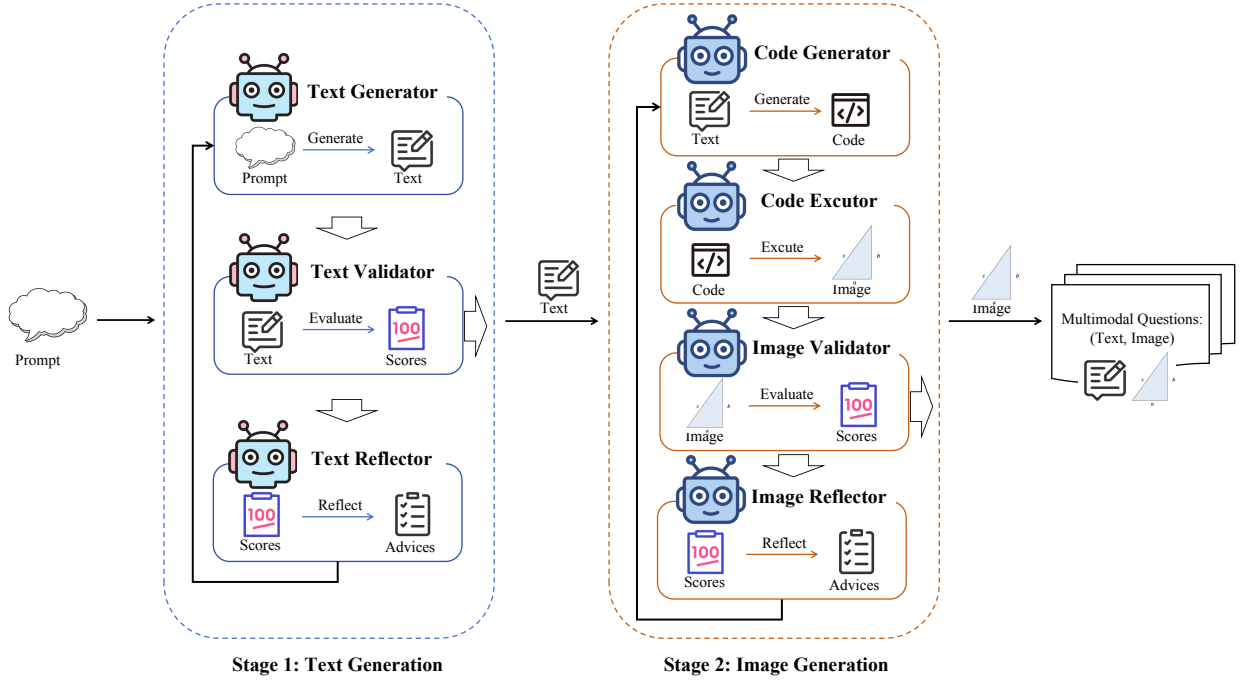 Prompt
Text Generator
Generate
Prompt
Text
Text Validator
Evaluate
100
Text
Scores
Text Reflector
100
Reflect
Scores
Advices
Stage 1: Text Generation
Text
Code Generator
Generate
Text
Code
Code Excutor
Excute
c
b
a
Code
Image
Image Validator
Evaluate
c
b
a
100
Image
Scores
Image Reflector
100
Reflect
Scores
Advices
Stage 2: Image Generation
c
b
a
Image
Multimodal Questions:
(Text, Image)
c
b
a